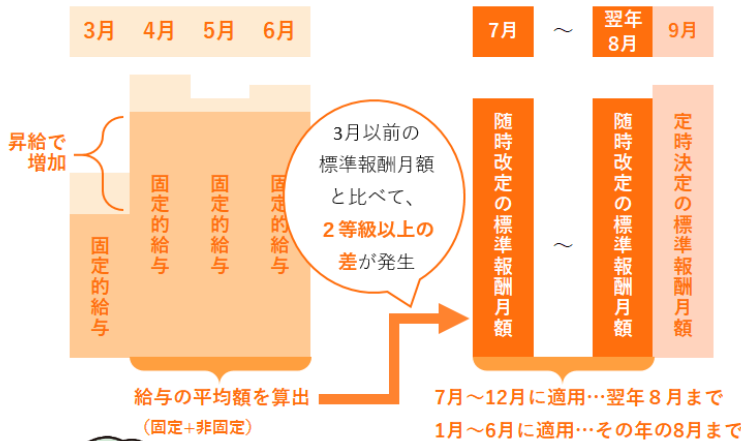 3月
4月
5月
6月
7月
～
翌年
8月
9月
昇給で
増加
固定的給与
固定的給与
固定的給与
固定的給与
3月以前の
標準報酬月額
と比べて、
２等級以上の
差が発生
随時改定の標準報酬月額
～
随時改定の標準報酬月額
定時決定の標準報酬月額
給与の平均額を算出
（固定+非固定）
7月～12月に適用…翌年８月まで
1月～6月に適用…その年の8月まで